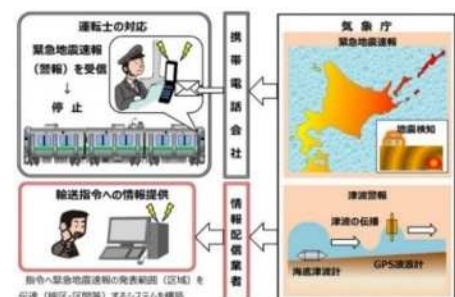 運転士の対応
緊急地震速報
(警報)を受信
↓
停止
携帯電話会社
気象庁
緊急地震速報
地震検知
輸送指令への情報提供
情報配信業者
津波警報
津波の伝播
海底津波計
GPS波浪計
指令へ緊急地震速報の発表範囲(区域)を